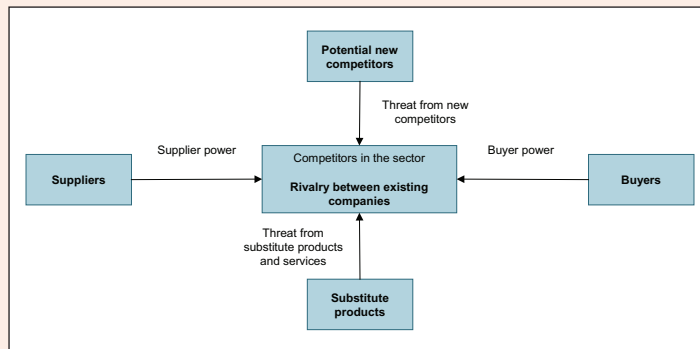 Potential new
competitors
Threat from new
competitors
Supplier power
Competitors in the sector
Buyer power
Suppliers
Rivalry between existing
companies
Buyers
Threat from
substitute products
and services
Substitute
products